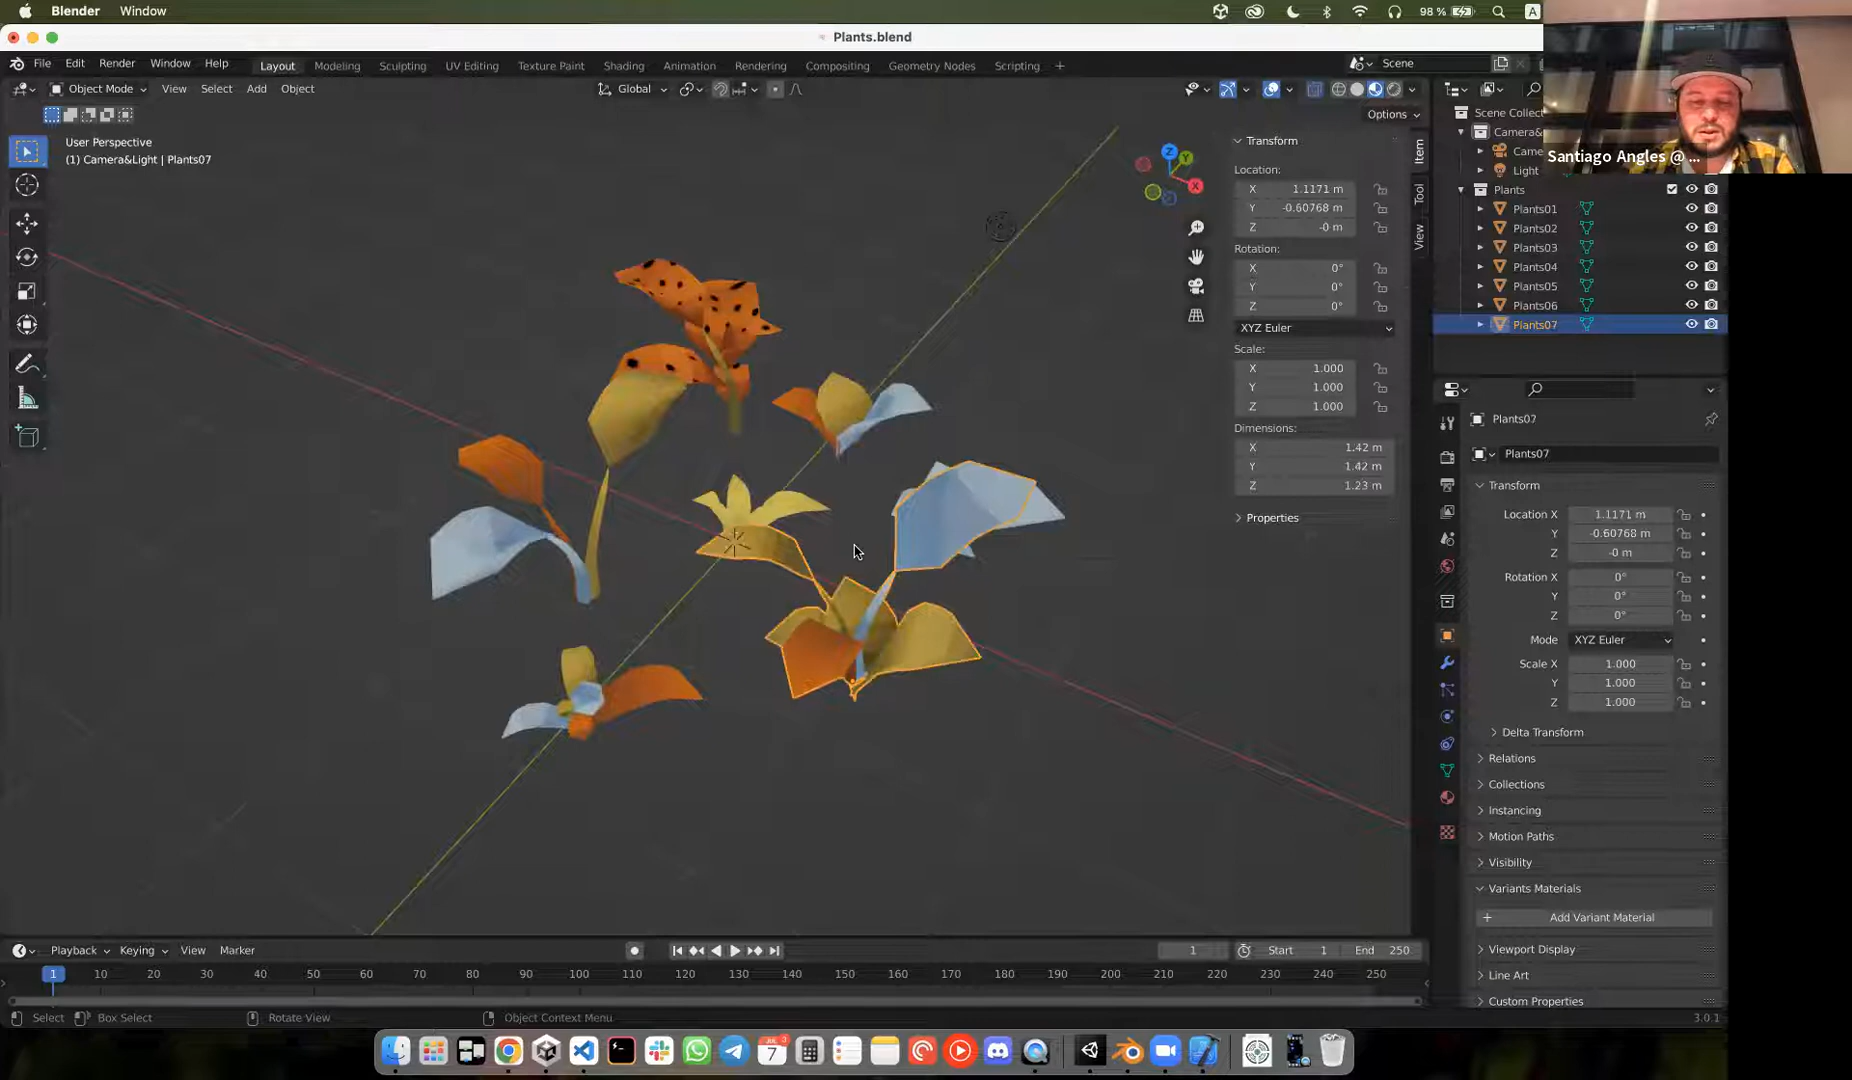 Blender Window
98 %
A
Plants.blend
File Edit Render Window Help
Layout Modeling Sculpting UV Editing Texture Paint Shading Animation Rendering Compositing Geometry Nodes Scripting +
Scene
Object Mode View Select Add Object
Global
Options
User Perspective
(1) Camera&Light | Plants07
Z
Y
X
Item
Tool
View
Transform
Location:
X 1.1171 m
Y -0.60768 m
Z -0 m
Rotation:
X 0°
Y 0°
Z 0°
XYZ Euler
Scale:
X 1.000
Y 1.000
Z 1.000
Dimensions:
X 1.42 m
Y 1.42 m
Z 1.23 m
Properties
Scene Collect
Camera&
Came
Light
Santiago Angles @ ...
Plants
Plants01
Plants02
Plants03
Plants04
Plants05
Plants06
Plants07
Plants07
Plants07
Transform
Location X 1.1171 m
Y -0.60768 m
Z -0 m
Rotation X 0°
Y 0°
Z 0°
Mode XYZ Euler
Scale X 1.000
Y 1.000
Z 1.000
Delta Transform
Relations
Collections
Instancing
Motion Paths
Visibility
Variants Materials
+ Add Variant Material
Viewport Display
Line Art
Custom Properties
Playback Keying View Marker
1 Start 1 End 250
1 10 20 30 40 50 60 70 80 90 100 110 120 130 140 150 160 170 180 190 200 210 220 230 240 250
Select Box Select Rotate View Object Context Menu
3.0.1
7